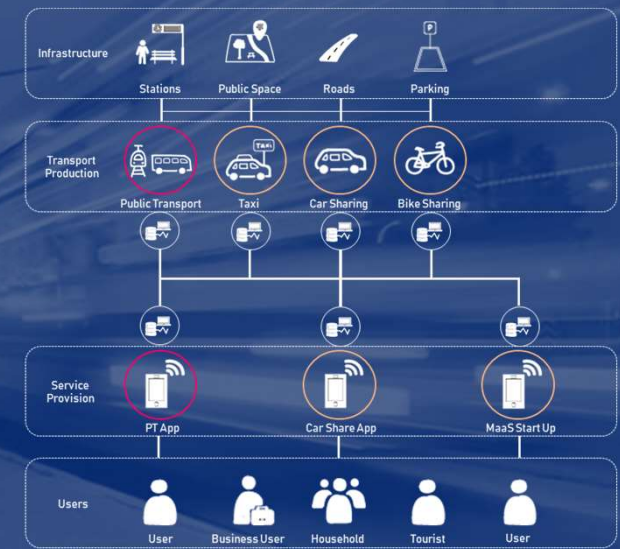 Infrastructure
P
Stations
Public Space
Roads
Parking
Transport
Production
TAXI
Public Transport
Taxi
Car Sharing
Bike Sharing
Service
Provision
PT App
Car Share App
MaaS Start Up
Users
User
Business User
Household
Tourist
User